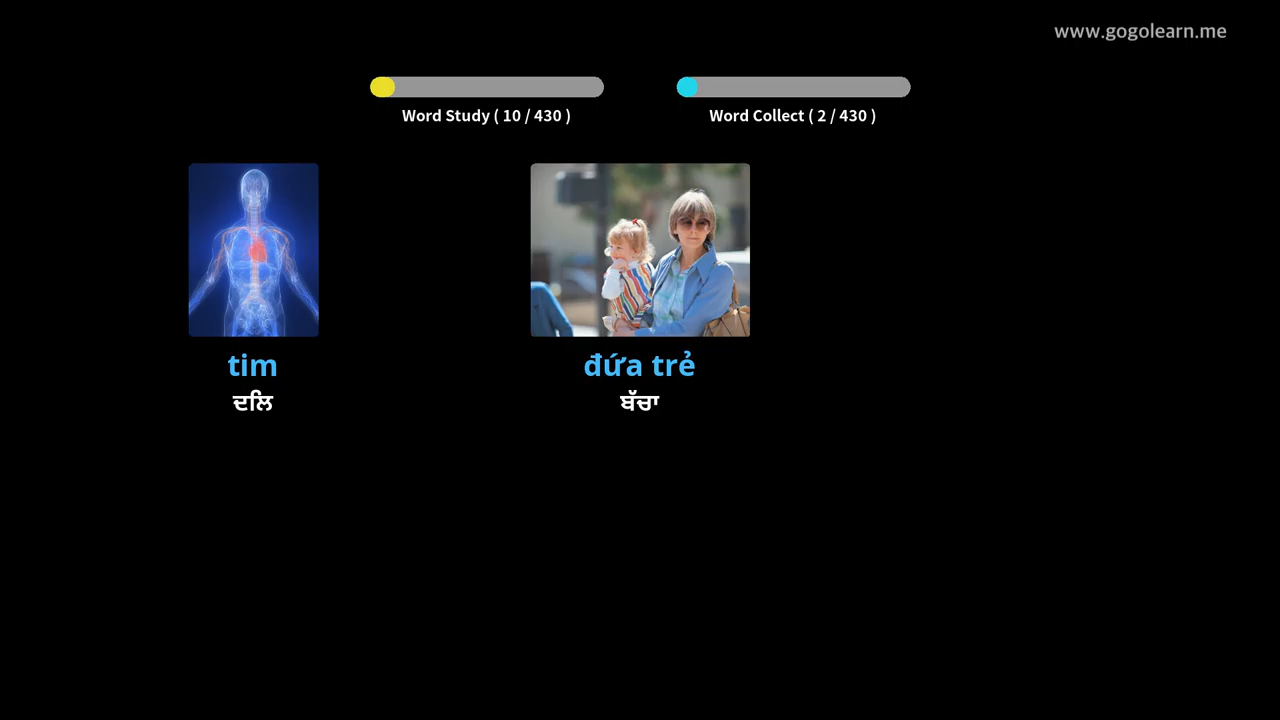 www.gogolearn.me
Word Study ( 10 / 430 )
Word Collect ( 2 / 430 )
tim
ਦਲਿ
đứa trẻ
ਬੱਚਾ